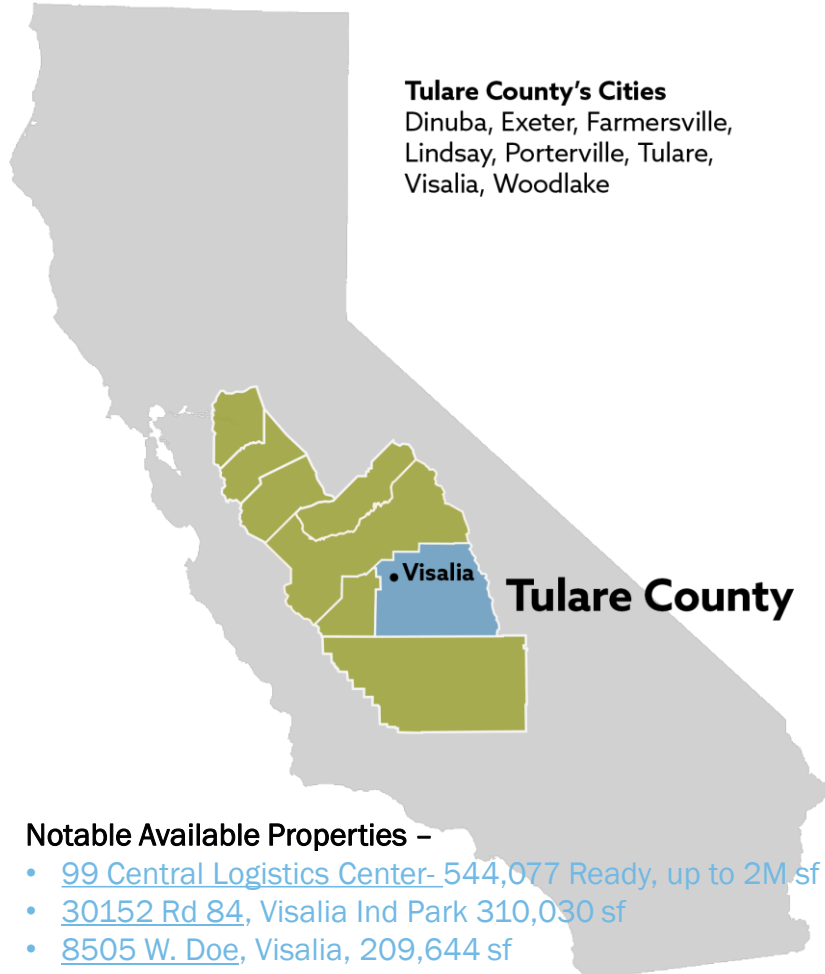 Tulare County's Cities
Dinuba, Exeter, Farmersville,
Lindsay, Porterville, Tulare,
Visalia, Woodlake
Visalia
Tulare County
Notable Available Properties –
• 99 Central Logistics Center- 544,077 Ready, up to 2M sf
• 30152 Rd 84, Visalia Ind Park 310,030 sf
• 8505 W. Doe, Visalia, 209,644 sf